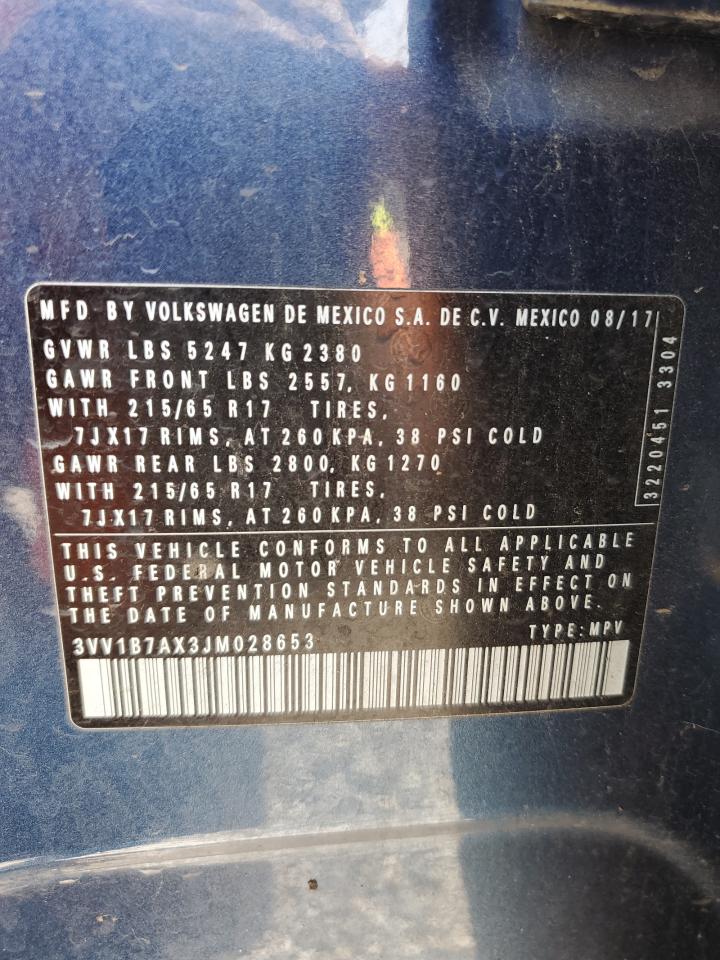 MFD BY VOLKSWAGEN DE MEXICO S.A. DE C.V. MEXICO 08/17
GVWR LBS 5247 KG 2380
GAWR FRONT LBS 2557, KG 1160
WITH 215/65 R17 TIRES,
7JX17 RIMS, AT 260 KPA, 38 PSI COLD
GAWR REAR LBS 2800, KG 1270
WITH 215/65 R17 TIRES,
7JX17 RIMS, AT 260 KPA, 38 PSI COLD
3220451 3304
THIS VEHICLE CONFORMS TO ALL APPLICABLE
U.S. FEDERAL MOTOR VEHICLE SAFETY AND
THEFT PREVENTION STANDARDS IN EFFECT ON
THE DATE OF MANUFACTURE SHOWN ABOVE.
3VV1B7AX3JM028653 TYPE: MPV